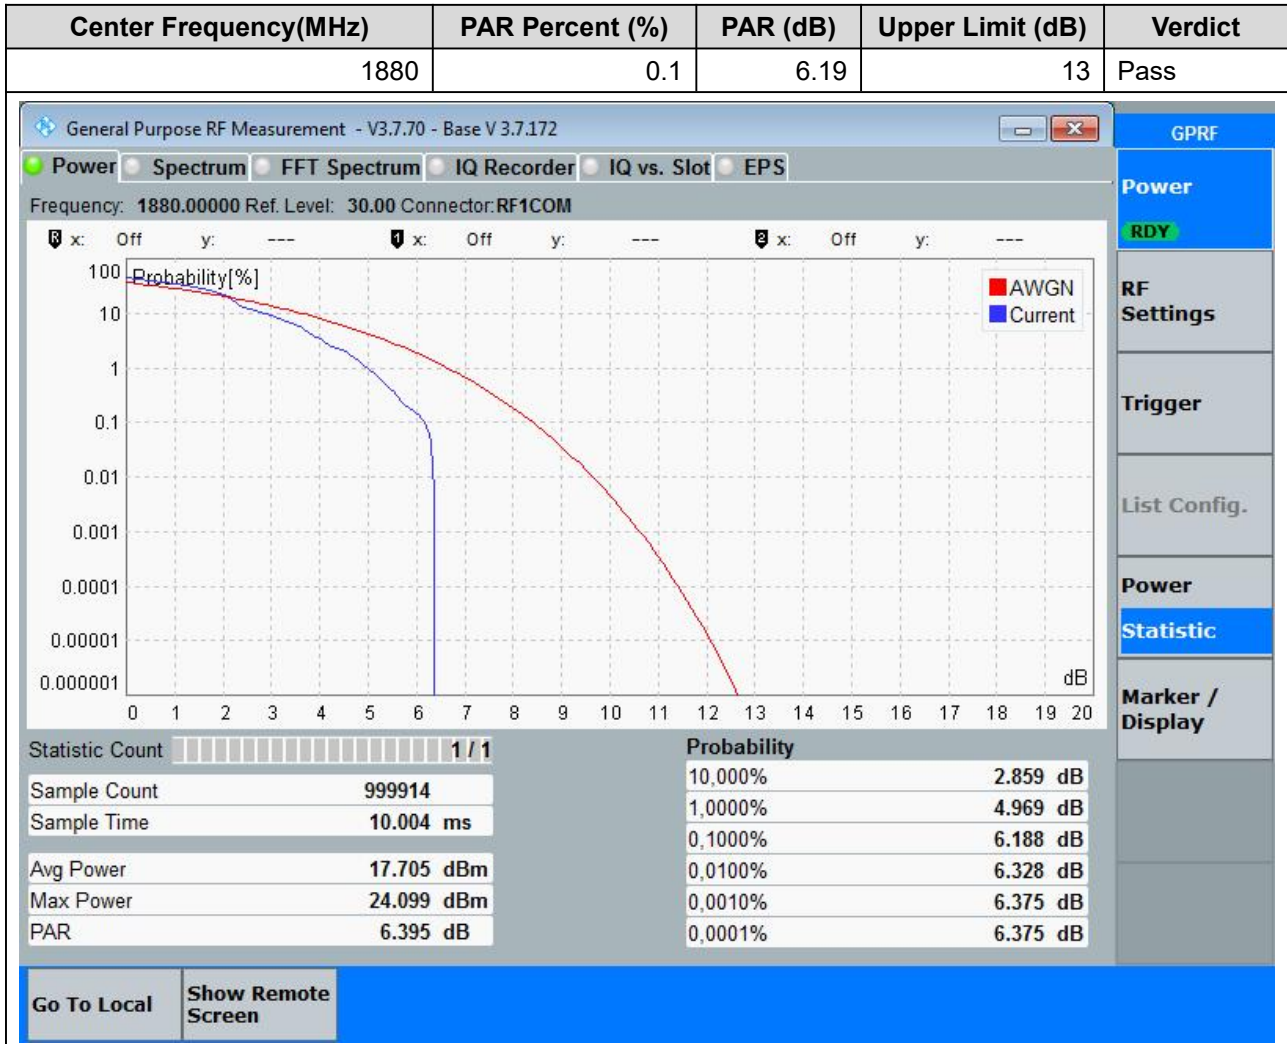 Center Frequency(MHz) PAR Percent (%) PAR (dB) Upper Limit (dB) Verdict
1880 0.1 6.19 13 Pass
General Purpose RF Measurement - V3.7.70 - Base V 3.7.172
GPRF
Power Spectrum FFT Spectrum IQ Recorder IQ vs. Slot EPS
Frequency: 1880.00000 Ref. Level: 30.00 Connector:RF1COM
R x: Off y: --- 1 x: Off y: --- 2 x: Off y: ---
Probability[%]
100
10
1
0.1
0.01
0.001
0.0001
0.00001
0.000001
AWGN
Current
dB
0 1 2 3 4 5 6 7 8 9 10 11 12 13 14 15 16 17 18 19 20
Statistic Count 1 / 1
Sample Count 999914
Sample Time 10.004 ms
Avg Power 17.705 dBm
Max Power 24.099 dBm
PAR 6.395 dB
Probability
10,000% 2.859 dB
1,0000% 4.969 dB
0,1000% 6.188 dB
0,0100% 6.328 dB
0,0010% 6.375 dB
0,0001% 6.375 dB
Power
RDY
RF
Settings
Trigger
List Config.
Power
Statistic
Marker /
Display
Go To Local
Show Remote
Screen